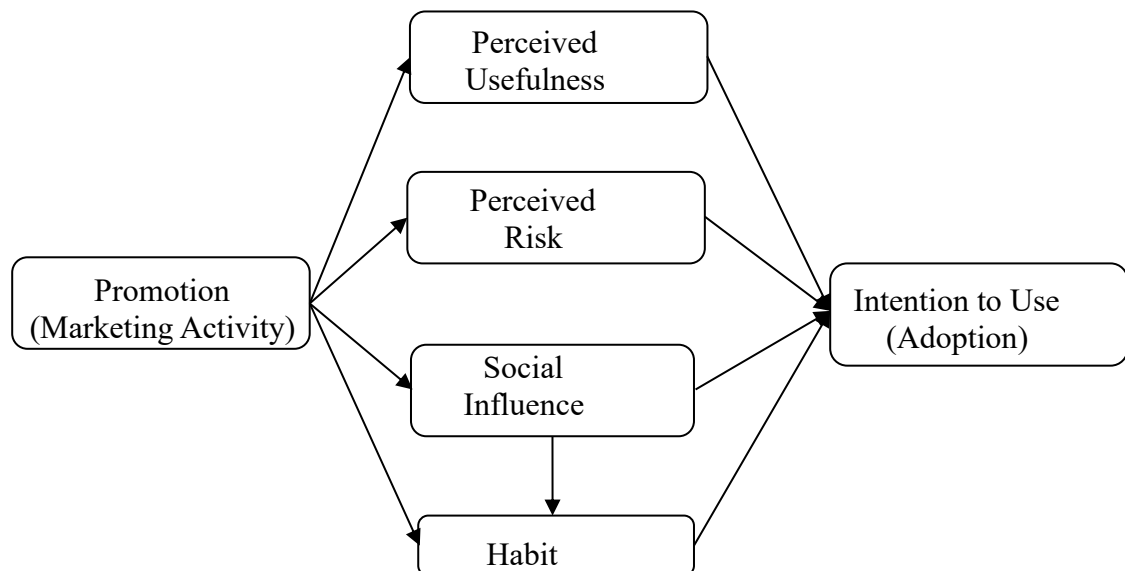 Perceived
Usefulness
Perceived
Risk
Promotion
(Marketing Activity)
Intention to Use
(Adoption)
Social
Influence
Habit